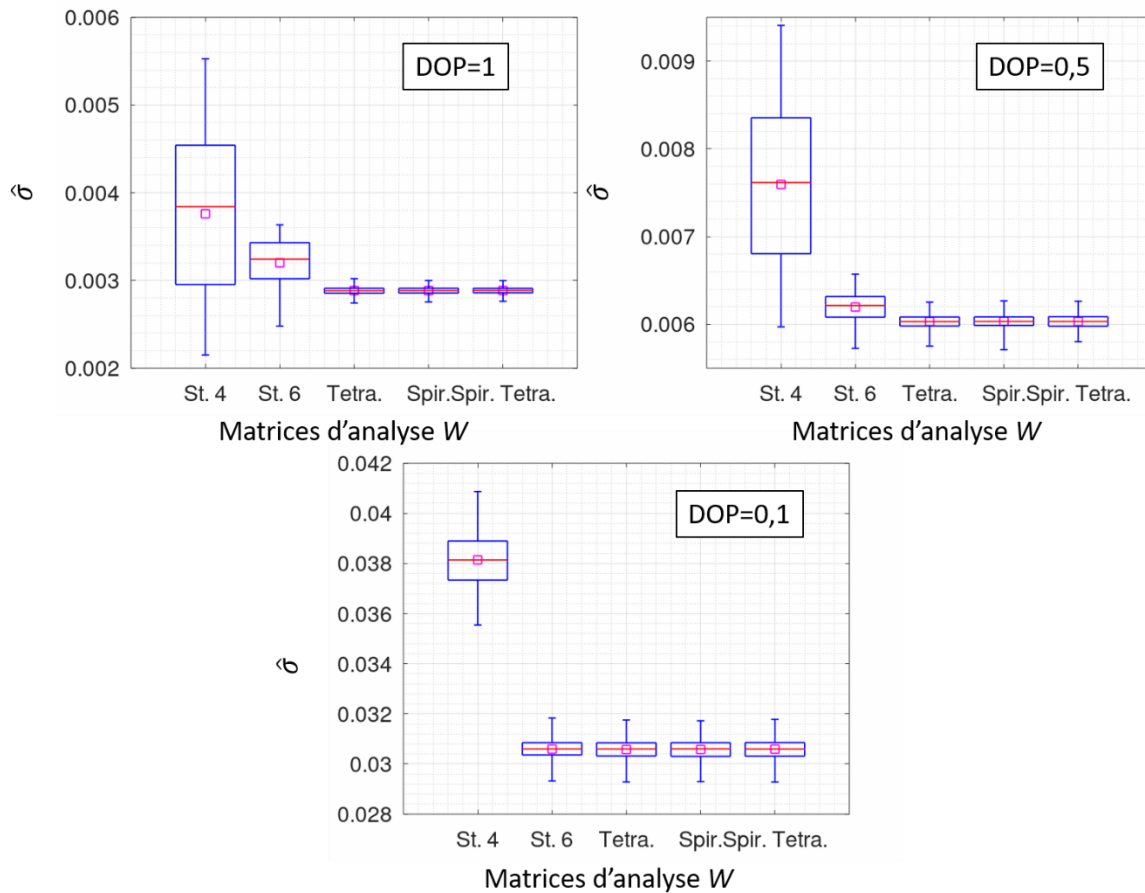 0.006
DOP=1
0.005
0.004
σ̂
0.003
0.002
St. 4 St. 6 Tetra. Spir.Spir. Tetra.
Matrices d’analyse W
0.009
DOP=0,5
0.008
σ̂
0.007
0.006
St. 4 St. 6 Tetra. Spir.Spir. Tetra.
Matrices d’analyse W
0.042
DOP=0,1
0.04
0.038
0.036
σ̂
0.034
0.032
0.03
0.028
St. 4 St. 6 Tetra. Spir.Spir. Tetra.
Matrices d’analyse W